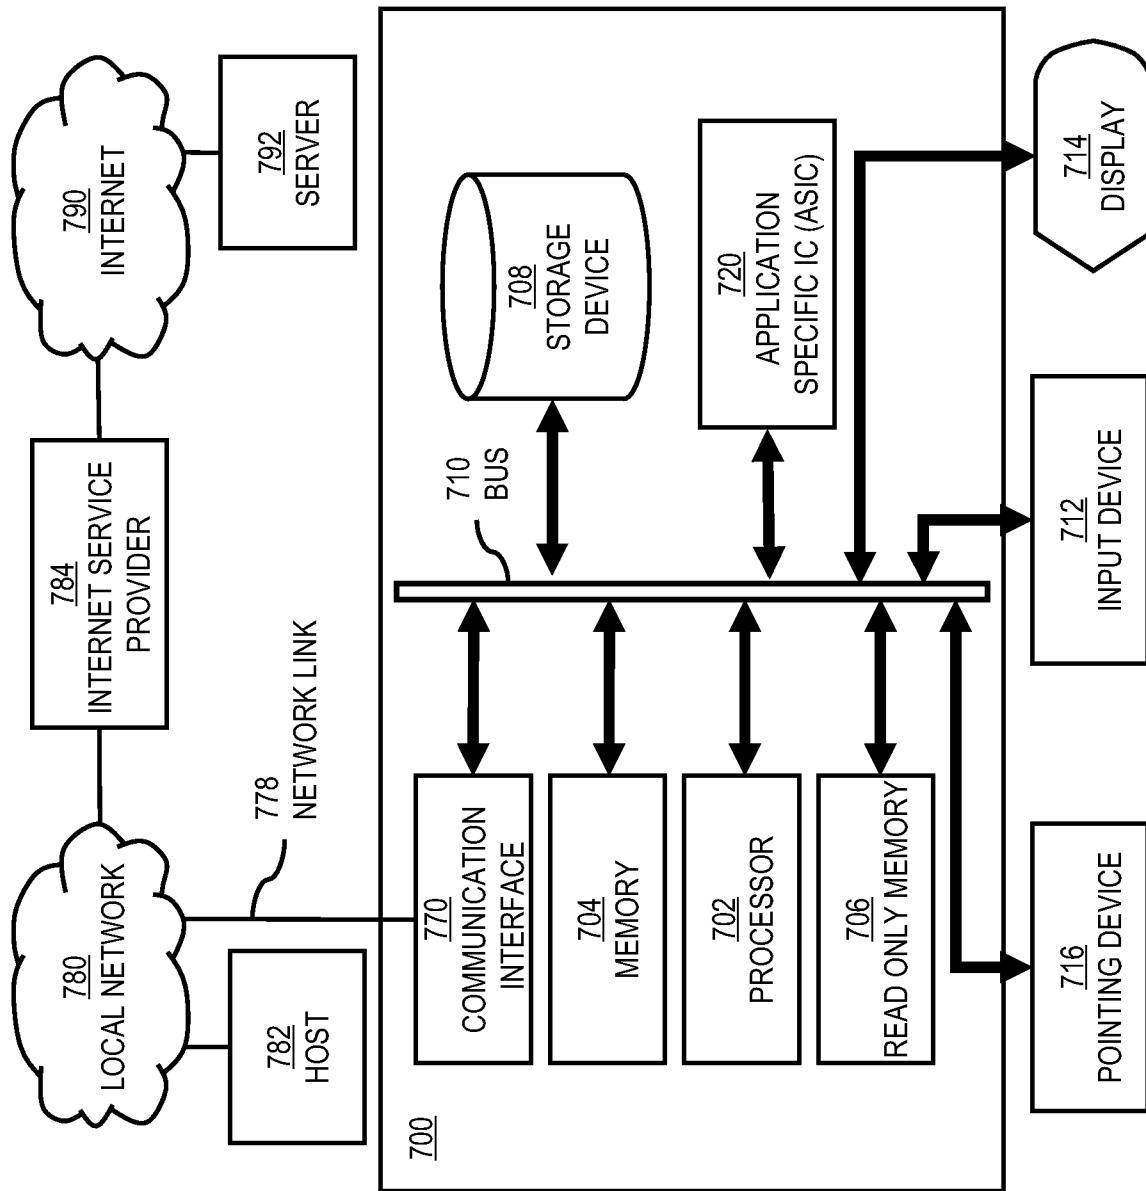 700
716
POINTING DEVICE
712
INPUT DEVICE
714
DISPLAY
770
COMMUNICATION
INTERFACE
704
MEMORY
702
PROCESSOR
706
READ ONLY MEMORY
710
BUS
708
STORAGE
DEVICE
720
APPLICATION
SPECIFIC IC (ASIC)
782
HOST
778
NETWORK LINK
780
LOCAL NETWORK
784
INTERNET SERVICE
PROVIDER
790
INTERNET
792
SERVER